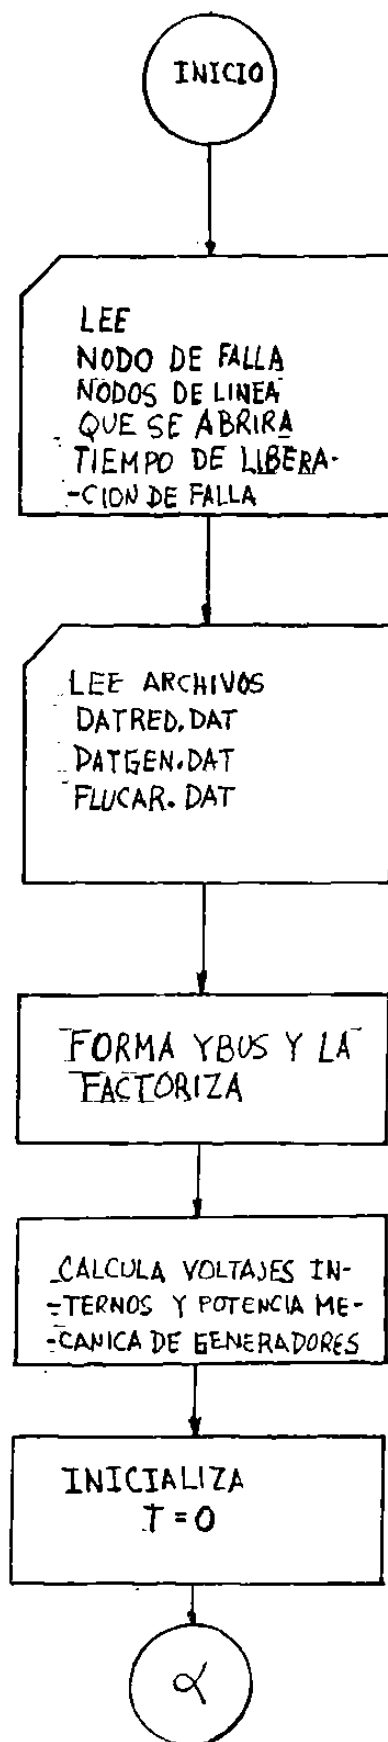 INICIO
LEE
NODO DE FALLA
NODOS DE LINEA
QUE SE ABRIRA
TIEMPO DE LIBERA-
-CION DE FALLA
LEE ARCHIVOS
DATRED.DAT
DATGEN.DAT
FLUCAR.DAT
FORMA YBUS Y LA
FACTORIZA
CALCULA VOLTAJES IN-
-TERNOS Y POTENCIA ME-
-CANICA DE GENERADORES
INICIALIZA
T = 0
α